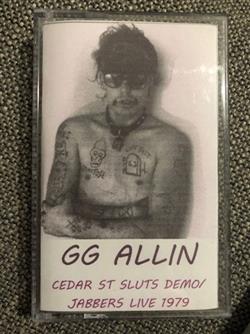 GG ALLIN
CEDAR ST SLUTS DEMO/
JABBERS LIVE 1979